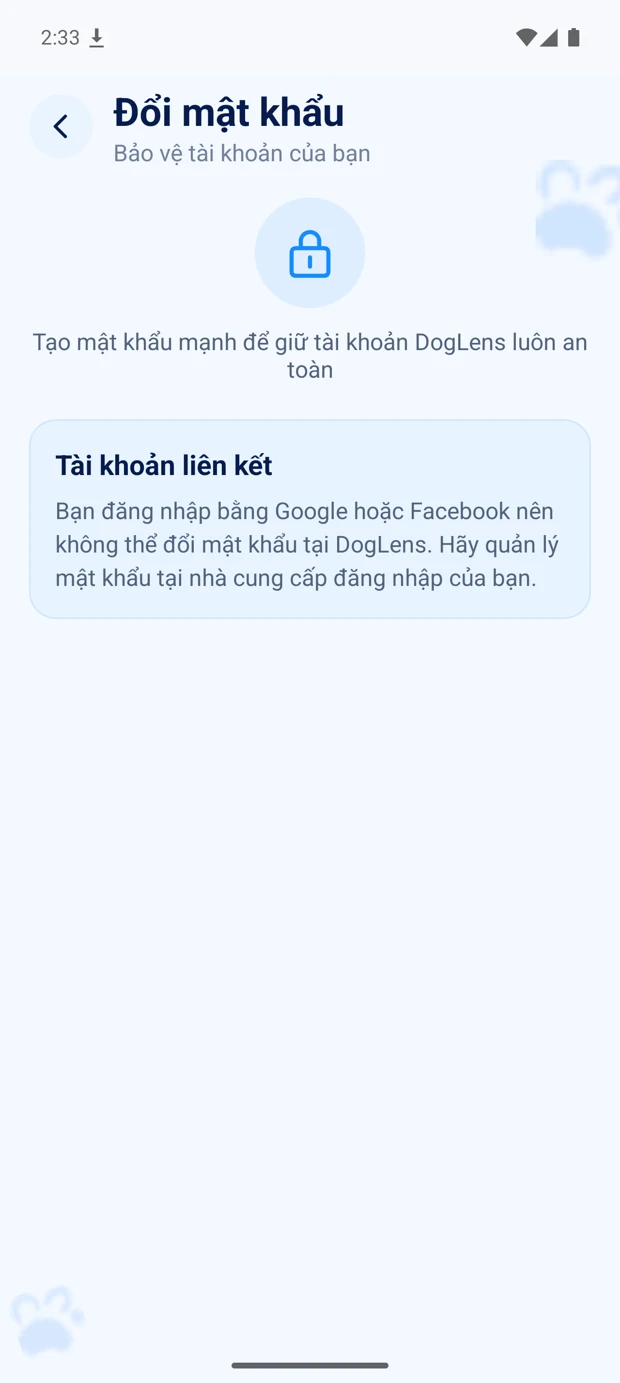 2:33
Đổi mật khẩu
Bảo vệ tài khoản của bạn
Tạo mật khẩu mạnh để giữ tài khoản DogLens luôn an
toàn
Tài khoản liên kết
Bạn đăng nhập bằng Google hoặc Facebook nên
không thể đổi mật khẩu tại DogLens. Hãy quản lý
mật khẩu tại nhà cung cấp đăng nhập của bạn.